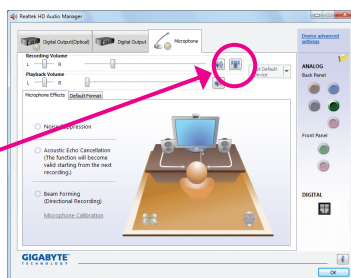 Realtek HD Audio Manager
Digital Output(Optical)
Digital Output
Microphone
Device advanced settings
Recording Volume
L
R
Playback Volume
L
R
Default
Device
Microphone Effects
Default Format
Noise Suppression
Acoustic Echo Cancellation
(The function will become
valid starting from the next
recording.)
Beam Forming
(Directional Recording)
Microphone Calibration
ANALOG
Back Panel
Front Panel
DIGITAL
GIGABYTE
TECHNOLOGY
OK